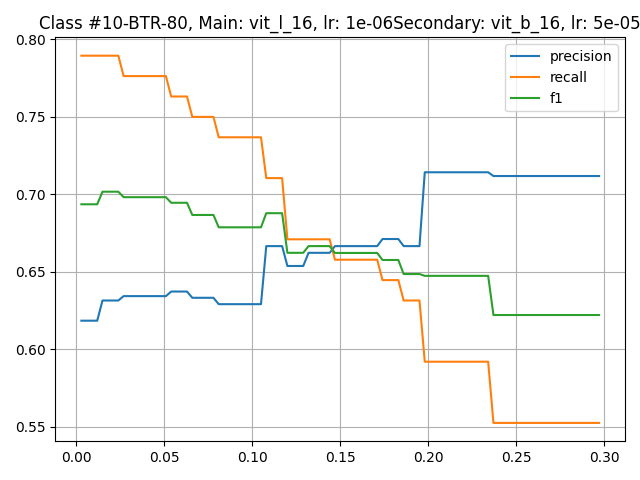 Class #10-BTR-80, Main: vit_l_16, lr: 1e-06Secondary: vit_b_16, lr: 5e-05
precision
recall
f1
0.80
0.75
0.70
0.65
0.60
0.55
0.00 0.05 0.10 0.15 0.20 0.25 0.30